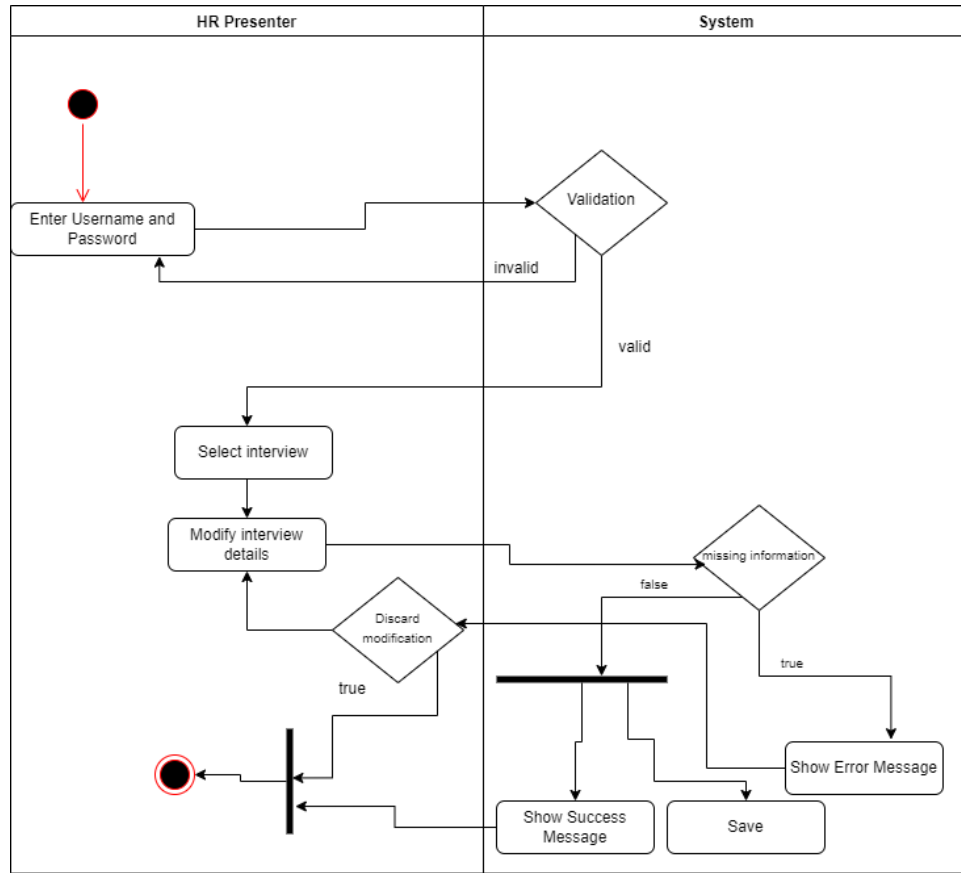 HR Presenter
System
Validation
Enter Username and
Password
invalid
valid
Select interview
Modify interview
details
missing information
false
Discard
modification
true
true
Show Error Message
Show Success
Message
Save